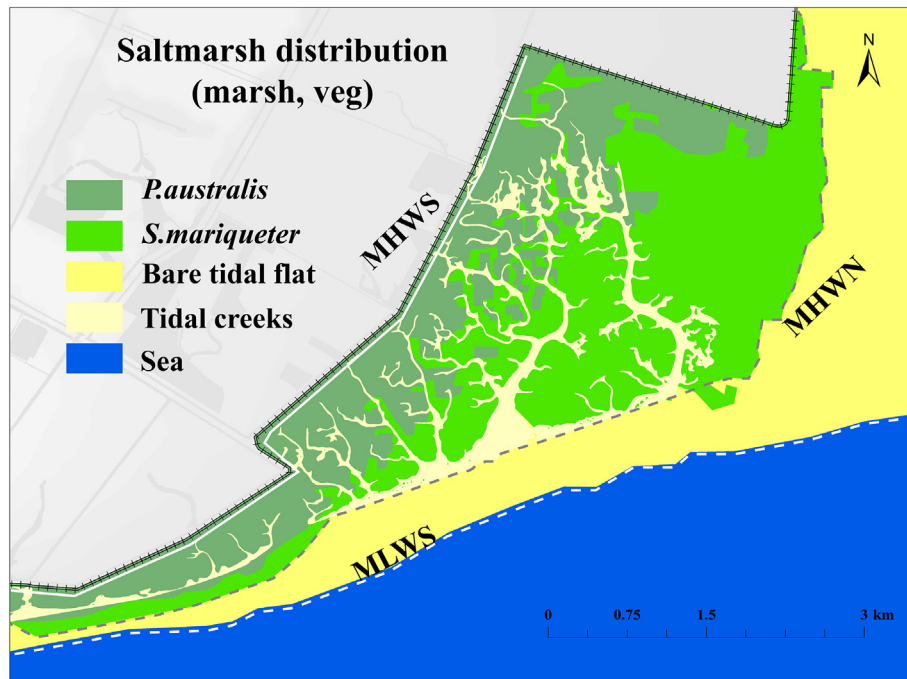 Saltmarsh distribution
(marsh, veg)
N
P.australis
S.mariqueter
Bare tidal flat
Tidal creeks
Sea
MHWS
MHWN
MLWS
0 0.75 1.5 3 km